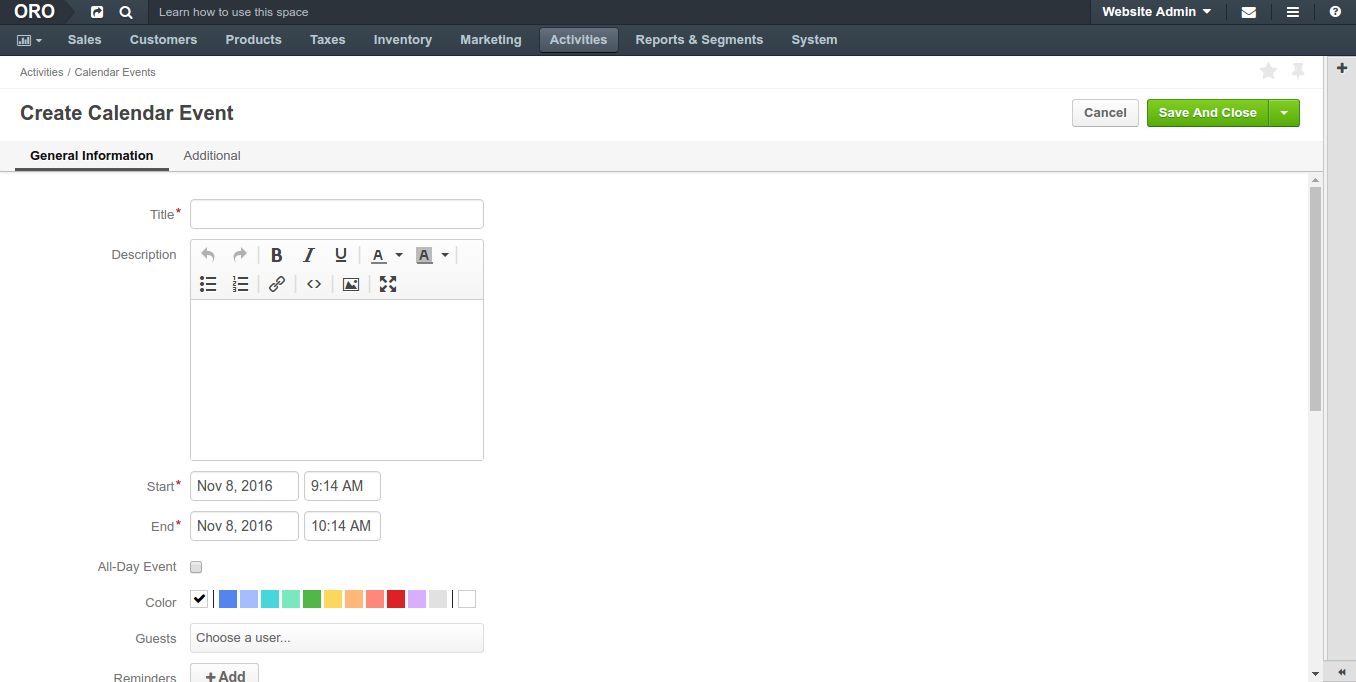 ORO Learn how to use this space Website Admin
Sales Customers Products Taxes Inventory Marketing Activities Reports & Segments System
Activities / Calendar Events
Create Calendar Event Cancel Save And Close
General Information Additional
Title*
Description B I U A A
Start* Nov 8, 2016 9:14 AM
End* Nov 8, 2016 10:14 AM
All-Day Event
Color
Guests Choose a user...
Reminders +Add